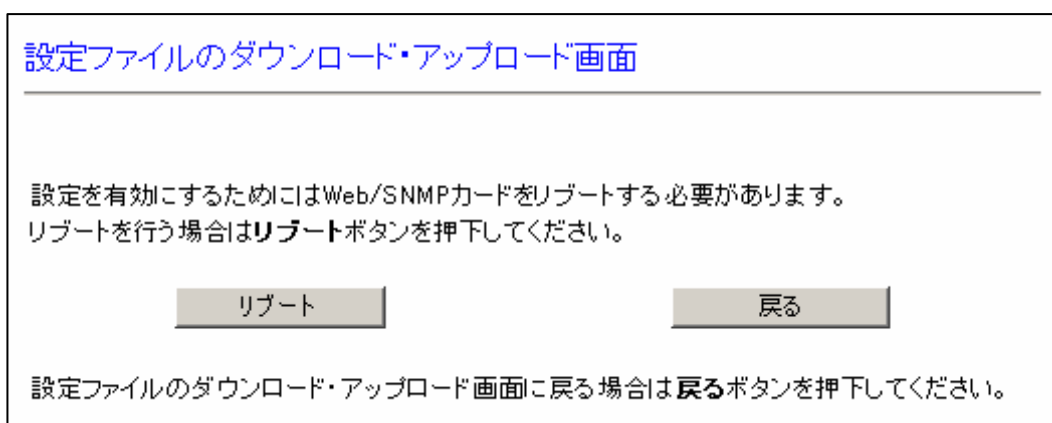 設定ファイルのダウンロード・アップロード画面
設定を有効にするためにはWeb/SNMPカードをリブートする必要があります。
リブートを行う場合はリブートボタンを押下してください。
リブート
戻る
設定ファイルのダウンロード・アップロード画面に戻る場合は戻るボタンを押下してください。